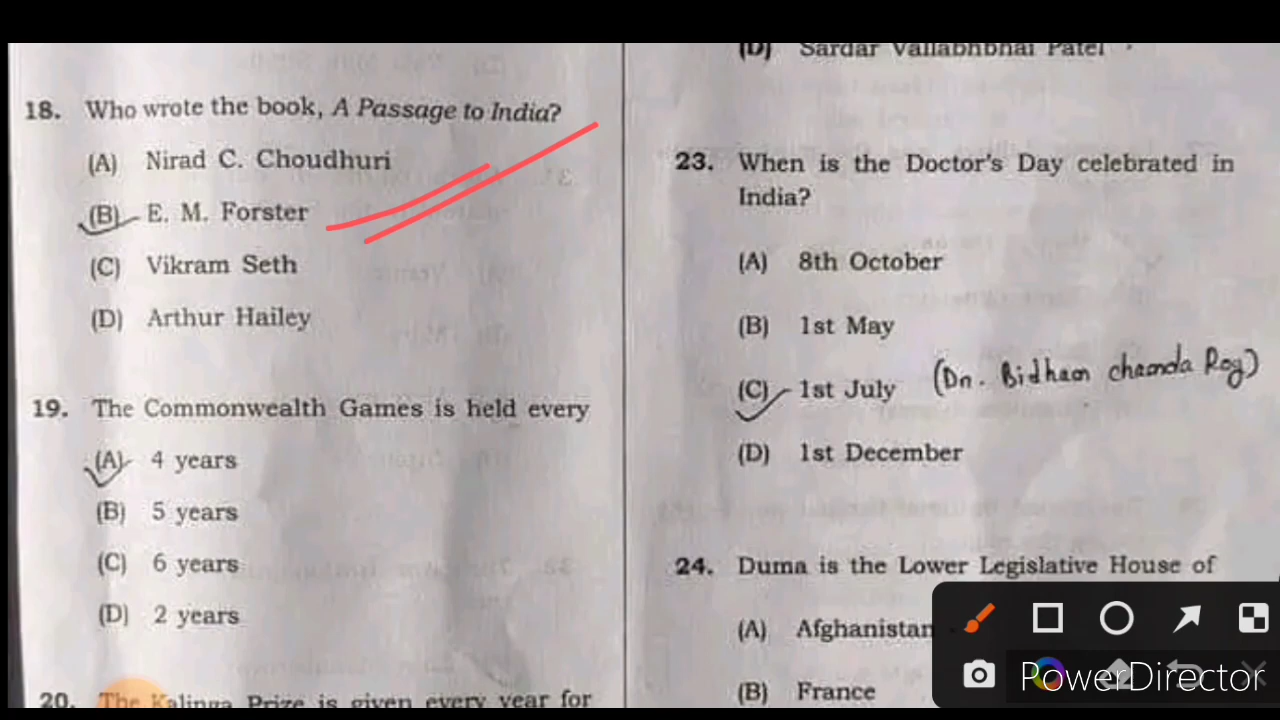 18. Who wrote the book, A Passage to India?
(A) Nirad C. Choudhuri
(B) E. M. Forster
(C) Vikram Seth
(D) Arthur Hailey
19. The Commonwealth Games is held every
(A) 4 years
(B) 5 years
(C) 6 years
(D) 2 years
20. The Kalinga Prize is given every year for
(D) Sardar Vallabhbhai Patel
23. When is the Doctor's Day celebrated in
India?
(A) 8th October
(B) 1st May
(C) 1st July (Dn. Bidhan chanda Roy)
(D) 1st December
24. Duma is the Lower Legislative House of
(A) Afghanistan
(B) France
PowerDirector